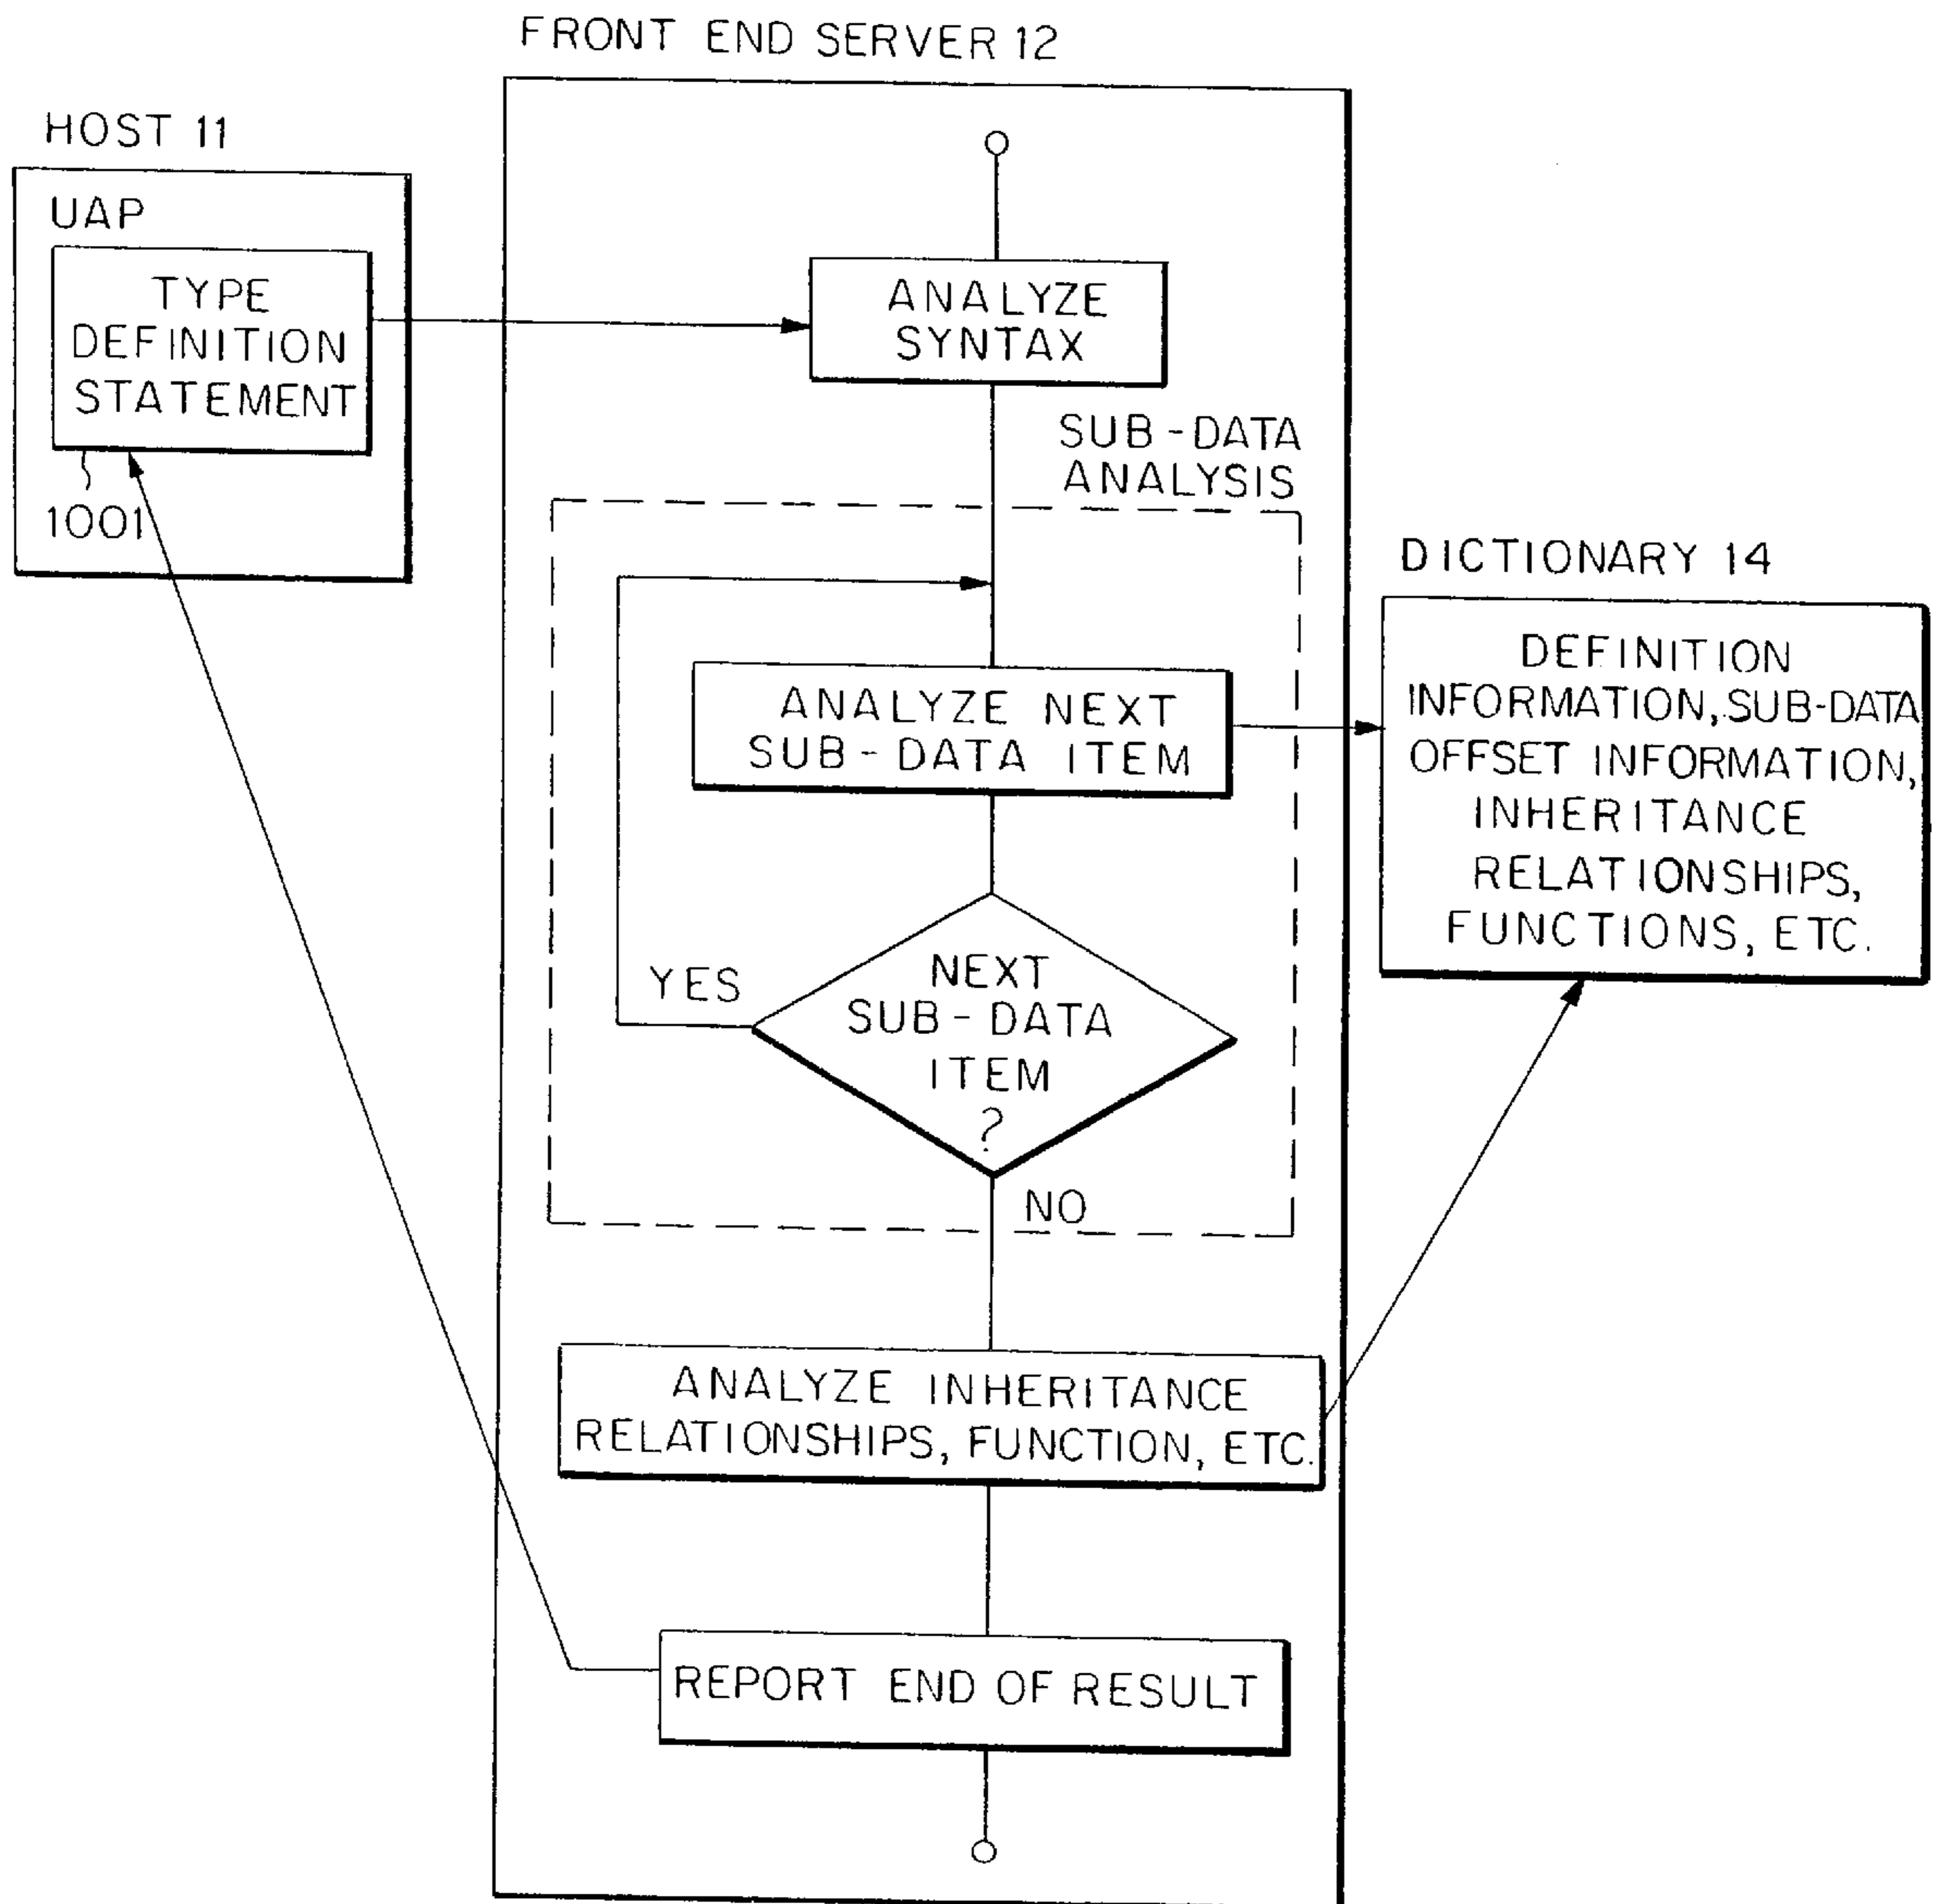 FRONT END SERVER 12
HOST 11
UAP
TYPE
DEFINITION
STATEMENT
1001
ANALYZE
SYNTAX
SUB-DATA
ANALYSIS
ANALYZE NEXT
SUB-DATA ITEM
YES
NEXT
SUB-DATA
ITEM
?
NO
ANALYZE INHERITANCE
RELATIONSHIPS, FUNCTION, ETC.
REPORT END OF RESULT
DICTIONARY 14
DEFINITION
INFORMATION, SUB-DATA
OFFSET INFORMATION,
INHERITANCE
RELATIONSHIPS,
FUNCTIONS, ETC.